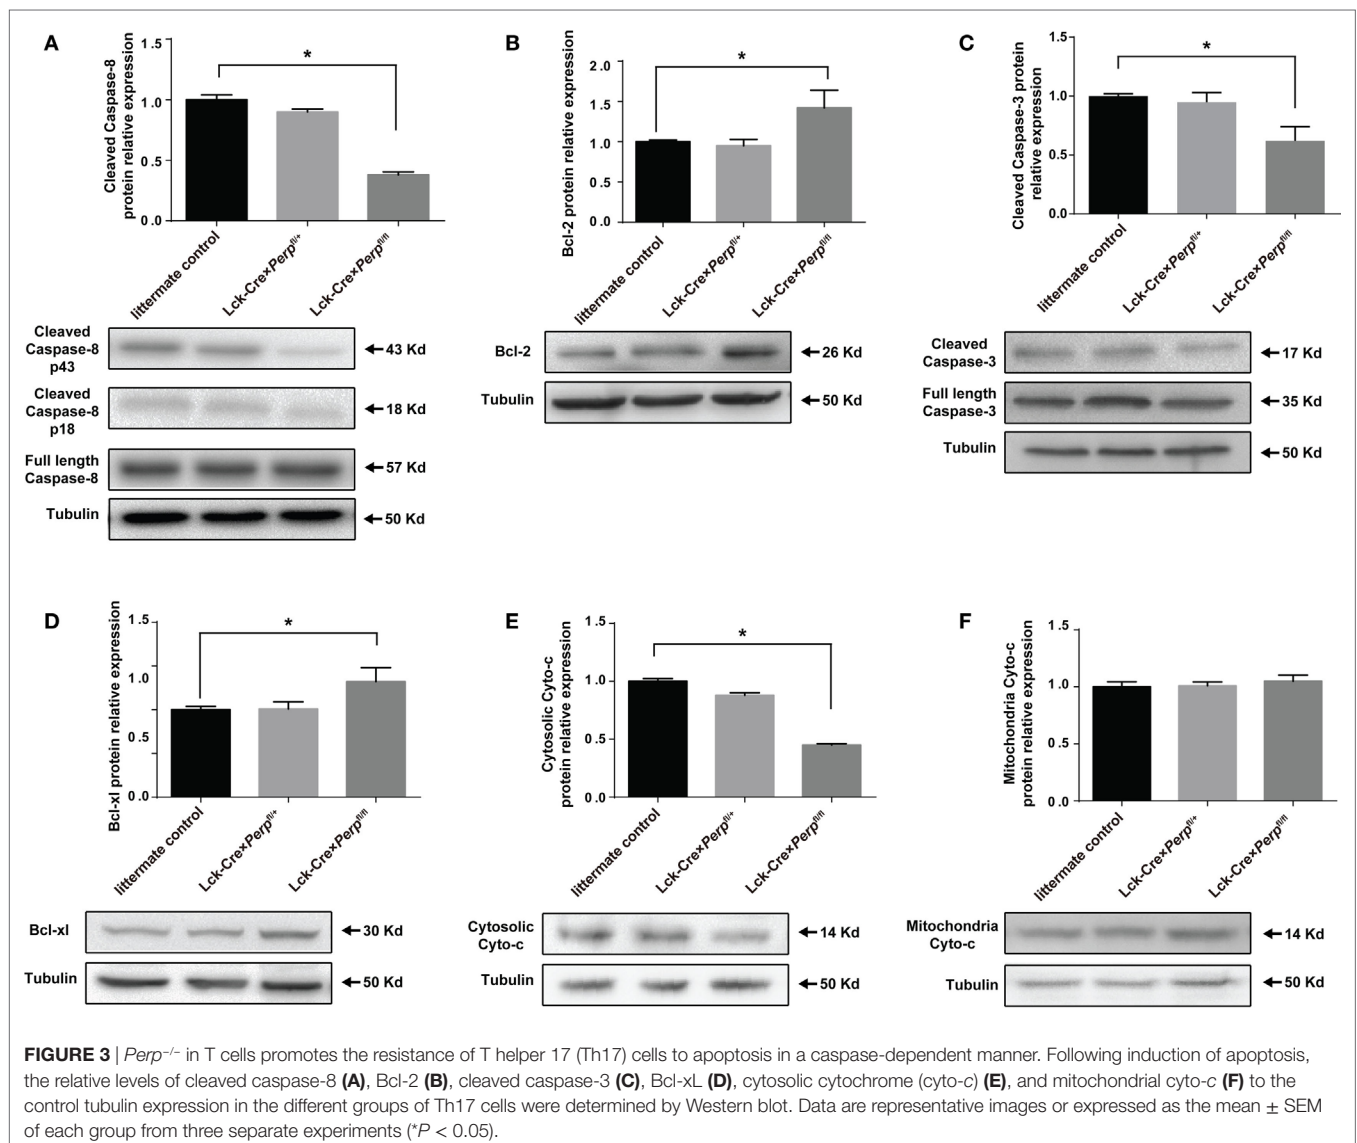 A
Cleaved Caspase-8
protein relative expression
1.5
1.0
0.5
0.0
*
littermate control
Lck-Cre×Perpfl/+
Lck-Cre×Perpfl/fl
Cleaved
Caspase-8
p43
43 Kd
Cleaved
Caspase-8
p18
18 Kd
Full length
Caspase-8
57 Kd
Tubulin
50 Kd
B
Bcl-2 protein relative expression
2.0
1.5
1.0
0.5
0.0
*
littermate control
Lck-Cre×Perpfl/+
Lck-Cre×Perpfl/fl
Bcl-2
26 Kd
Tubulin
50 Kd
C
Cleaved Caspase-3 protein
relative expression
1.5
1.0
0.5
0.0
*
littermate control
Lck-Cre×Perpfl/+
Lck-Cre×Perpfl/fl
Cleaved
Caspase-3
17 Kd
Full length
Caspase-3
35 Kd
Tubulin
50 Kd
D
Bcl-xl protein relative expression
1.5
1.0
0.5
0.0
*
littermate control
Lck-Cre×Perpfl/+
Lck-Cre×Perpfl/fl
Bcl-xl
30 Kd
Tubulin
50 Kd
E
Cytosolic Cyto-c
protein relative expression
1.5
1.0
0.5
0.0
*
littermate control
Lck-Cre×Perpfl/+
Lck-Cre×Perpfl/fl
Cytosolic
Cyto-c
14 Kd
Tubulin
50 Kd
F
Mitochondria Cyto-c
protein relative expression
1.5
1.0
0.5
0.0
littermate control
Lck-Cre×Perpfl/+
Lck-Cre×Perpfl/fl
Mitochondria
Cyto-c
14 Kd
Tubulin
50 Kd
FIGURE 3 | Perp−/− in T cells promotes the resistance of T helper 17 (Th17) cells to apoptosis in a caspase-dependent manner. Following induction of apoptosis,
the relative levels of cleaved caspase-8 (A), Bcl-2 (B), cleaved caspase-3 (C), Bcl-xL (D), cytosolic cytochrome (cyto-c) (E), and mitochondrial cyto-c (F) to the
control tubulin expression in the different groups of Th17 cells were determined by Western blot. Data are representative images or expressed as the mean ± SEM
of each group from three separate experiments (*P < 0.05).